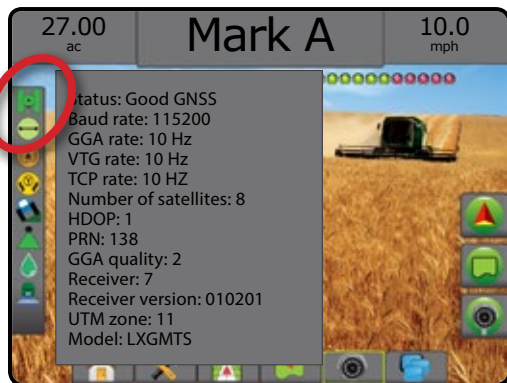 27.00
ac
Mark A
10.0
mph
Status: Good GNSS
Baud rate: 115200
GGA rate: 10 Hz
VTG rate: 10 Hz
TCP rate: 10 HZ
Number of satellites: 8
HDOP: 1
PRN: 138
GGA quality: 2
Receiver: 7
Receiver version: 010201
UTM zone: 11
Model: LXGMTS